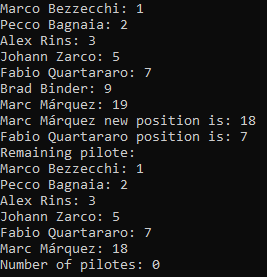 Marco Bezzecchi: 1
Pecco Bagnaia: 2
Alex Rins: 3
Johann Zarco: 5
Fabio Quartararo: 7
Brad Binder: 9
Marc Márquez: 19
Marc Márquez new position is: 18
Fabio Quartararo position is: 7
Remaining pilote:
Marco Bezzecchi: 1
Pecco Bagnaia: 2
Alex Rins: 3
Johann Zarco: 5
Fabio Quartararo: 7
Marc Márquez: 18
Number of pilotes: 0